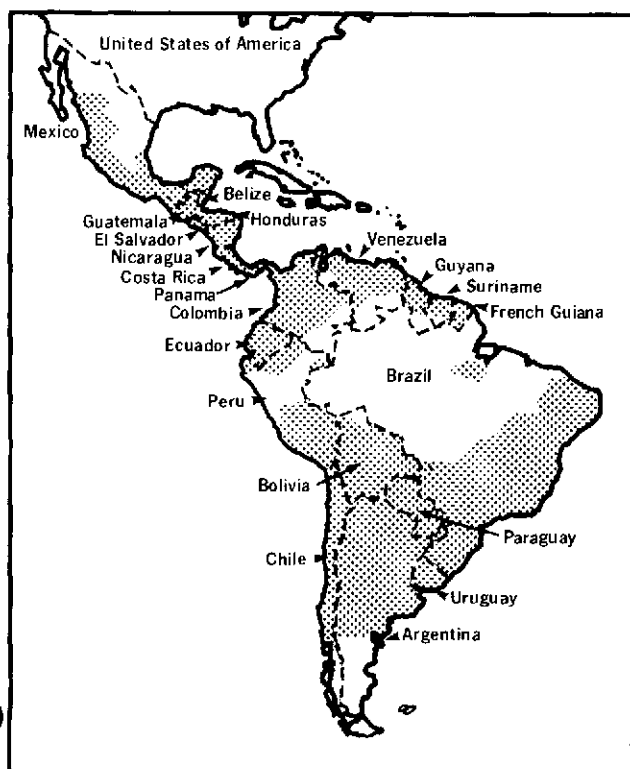 United States of America
Mexico
Belize
Guatemala
Honduras
El Salvador
Nicaragua
Venezuela
Costa Rica
Guyana
Panama
Suriname
Colombia
French Guiana
Ecuador
Brazil
Peru
Bolivia
Paraguay
Chile
Uruguay
Argentina